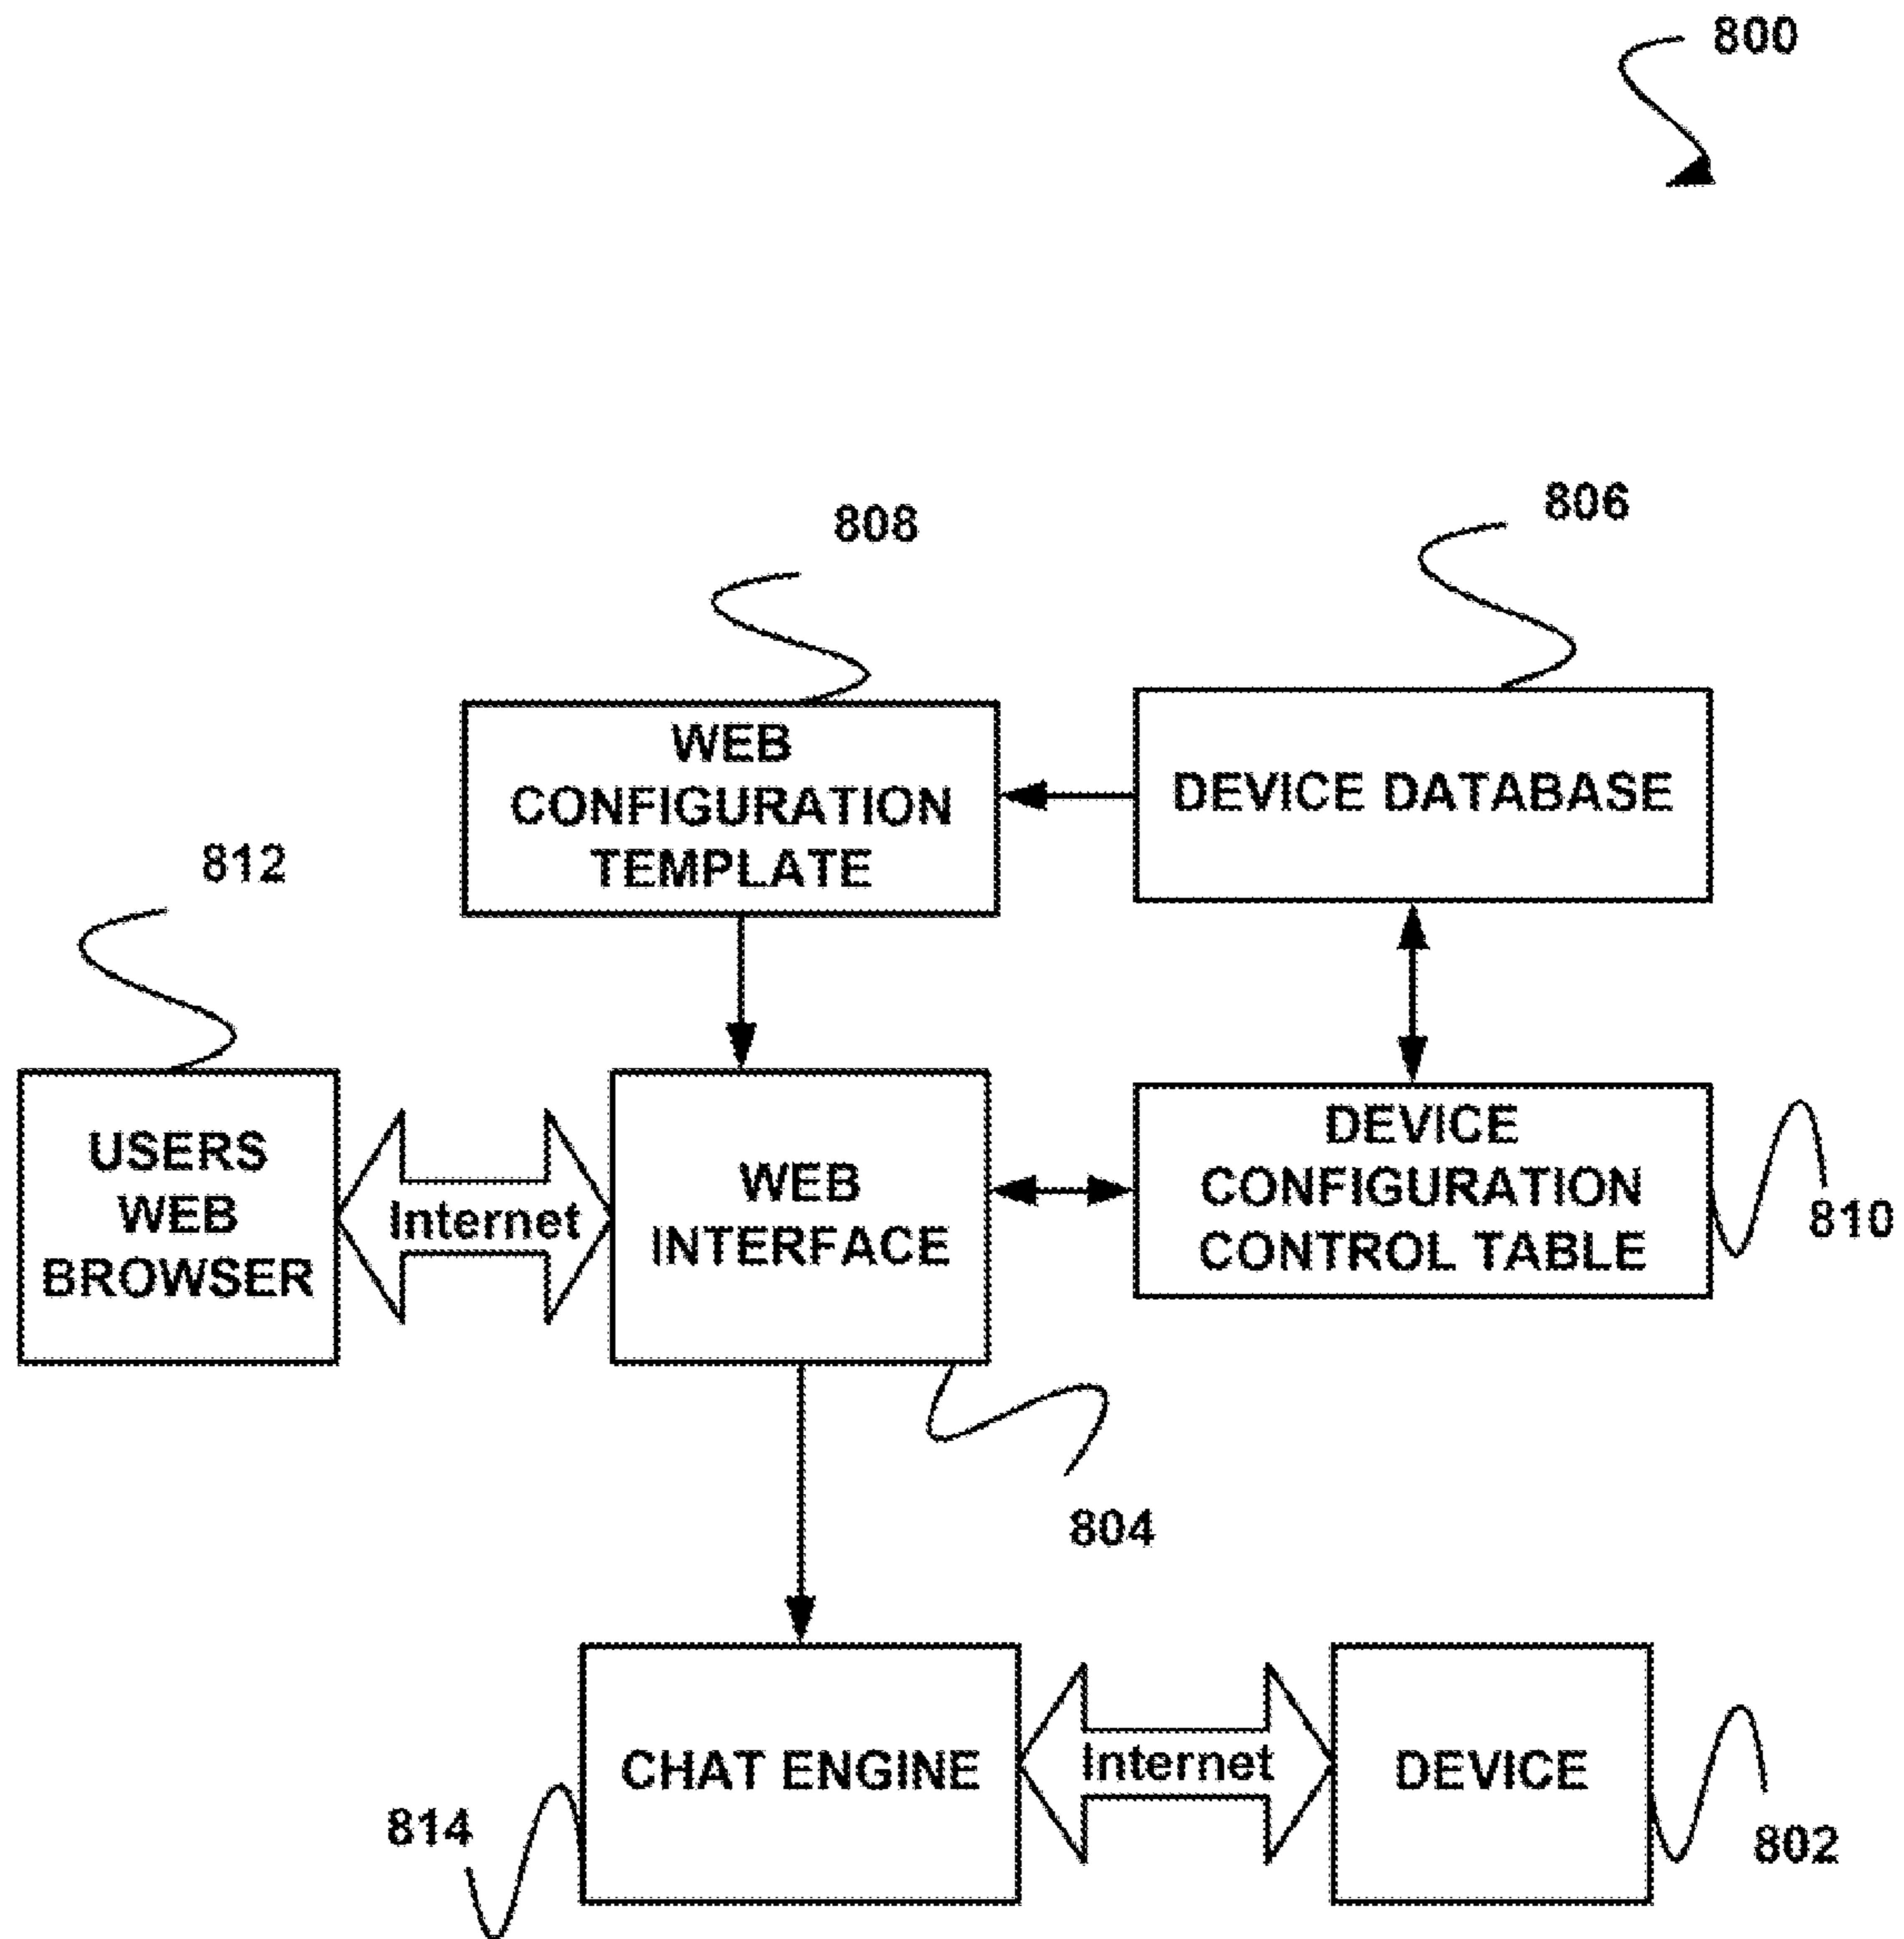 800
808
806
WEB
CONFIGURATION
TEMPLATE
DEVICE DATABASE
812
USERS
WEB
BROWSER
Internet
WEB
INTERFACE
DEVICE
CONFIGURATION
CONTROL TABLE
810
804
CHAT ENGINE
Internet
DEVICE
814
802